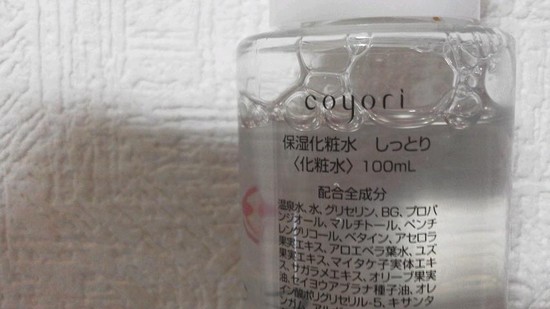 coyori
保湿化粧水 しっとり
〈化粧水〉100mL
配合全成分
温泉水、水、グリセリン、BG、プロパ
ンジオール、マルチトール、ペンチ
レングリコール、ベタイン、アセロラ
果実エキス、アロエベラ葉水、ユズ
果実エキス、マイタケ子実体エキ
ス、サガラメエキス、オリーブ果実
油、セイヨウアブラナ種子油、オレ
イン酸ポリグリセリル-5、キサンタ